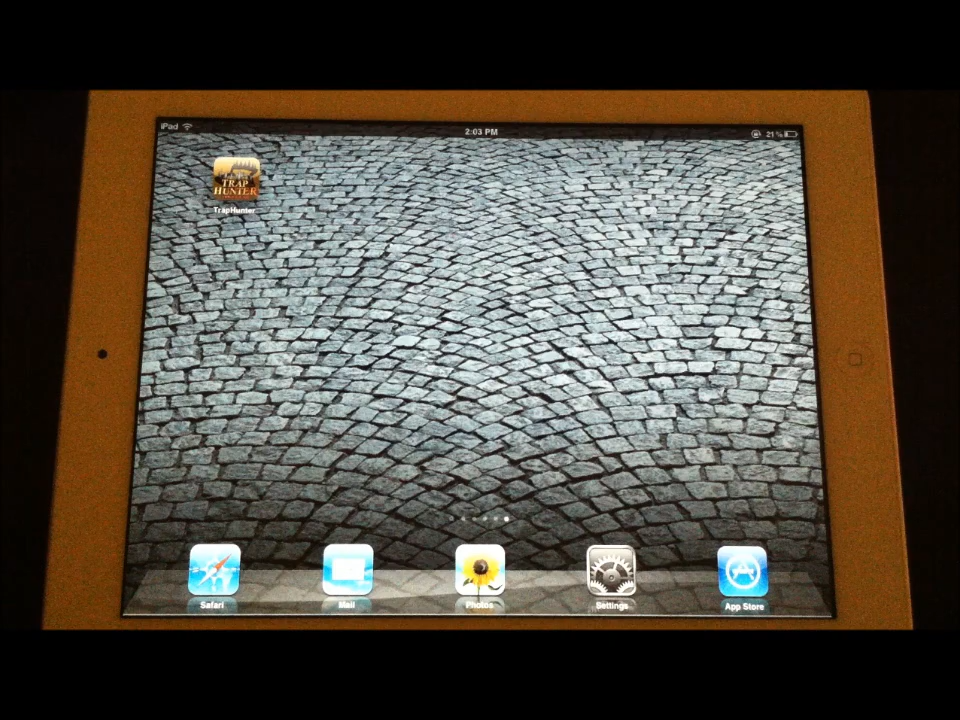 iPad
2:03 PM
21%
TRAP
HUNTER
TrapHunter
Safari
Mail
Photos
Settings
App Store